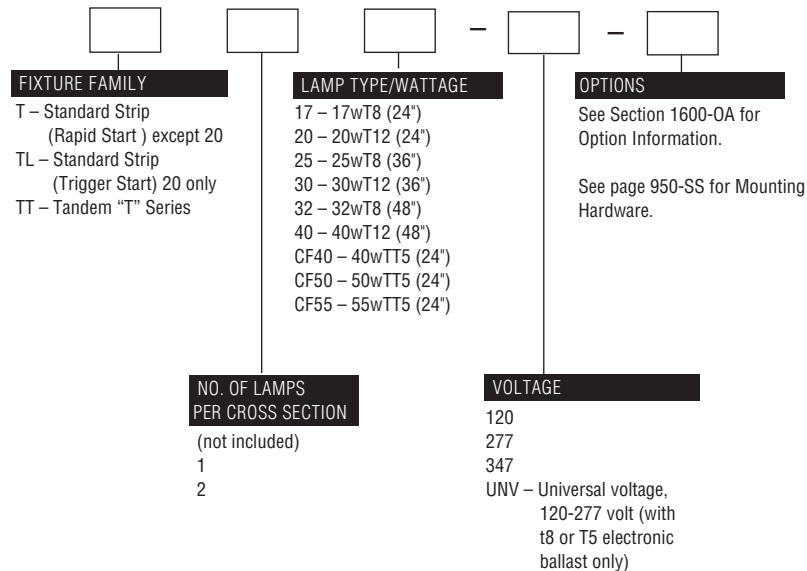 – –
FIXTURE FAMILY
T – Standard Strip
(Rapid Start ) except 20
TL – Standard Strip
(Trigger Start) 20 only
TT – Tandem “T” Series
LAMP TYPE/WATTAGE
17 – 17wT8 (24")
20 – 20wT12 (24")
25 – 25wT8 (36")
30 – 30wT12 (36")
32 – 32wT8 (48")
40 – 40wT12 (48")
CF40 – 40wTT5 (24")
CF50 – 50wTT5 (24")
CF55 – 55wTT5 (24")
OPTIONS
See Section 1600-OA for
Option Information.
See page 950-SS for Mounting
Hardware.
NO. OF LAMPS
PER CROSS SECTION
(not included)
1
2
VOLTAGE
120
277
347
UNV – Universal voltage,
120-277 volt (with
t8 or T5 electronic
ballast only)